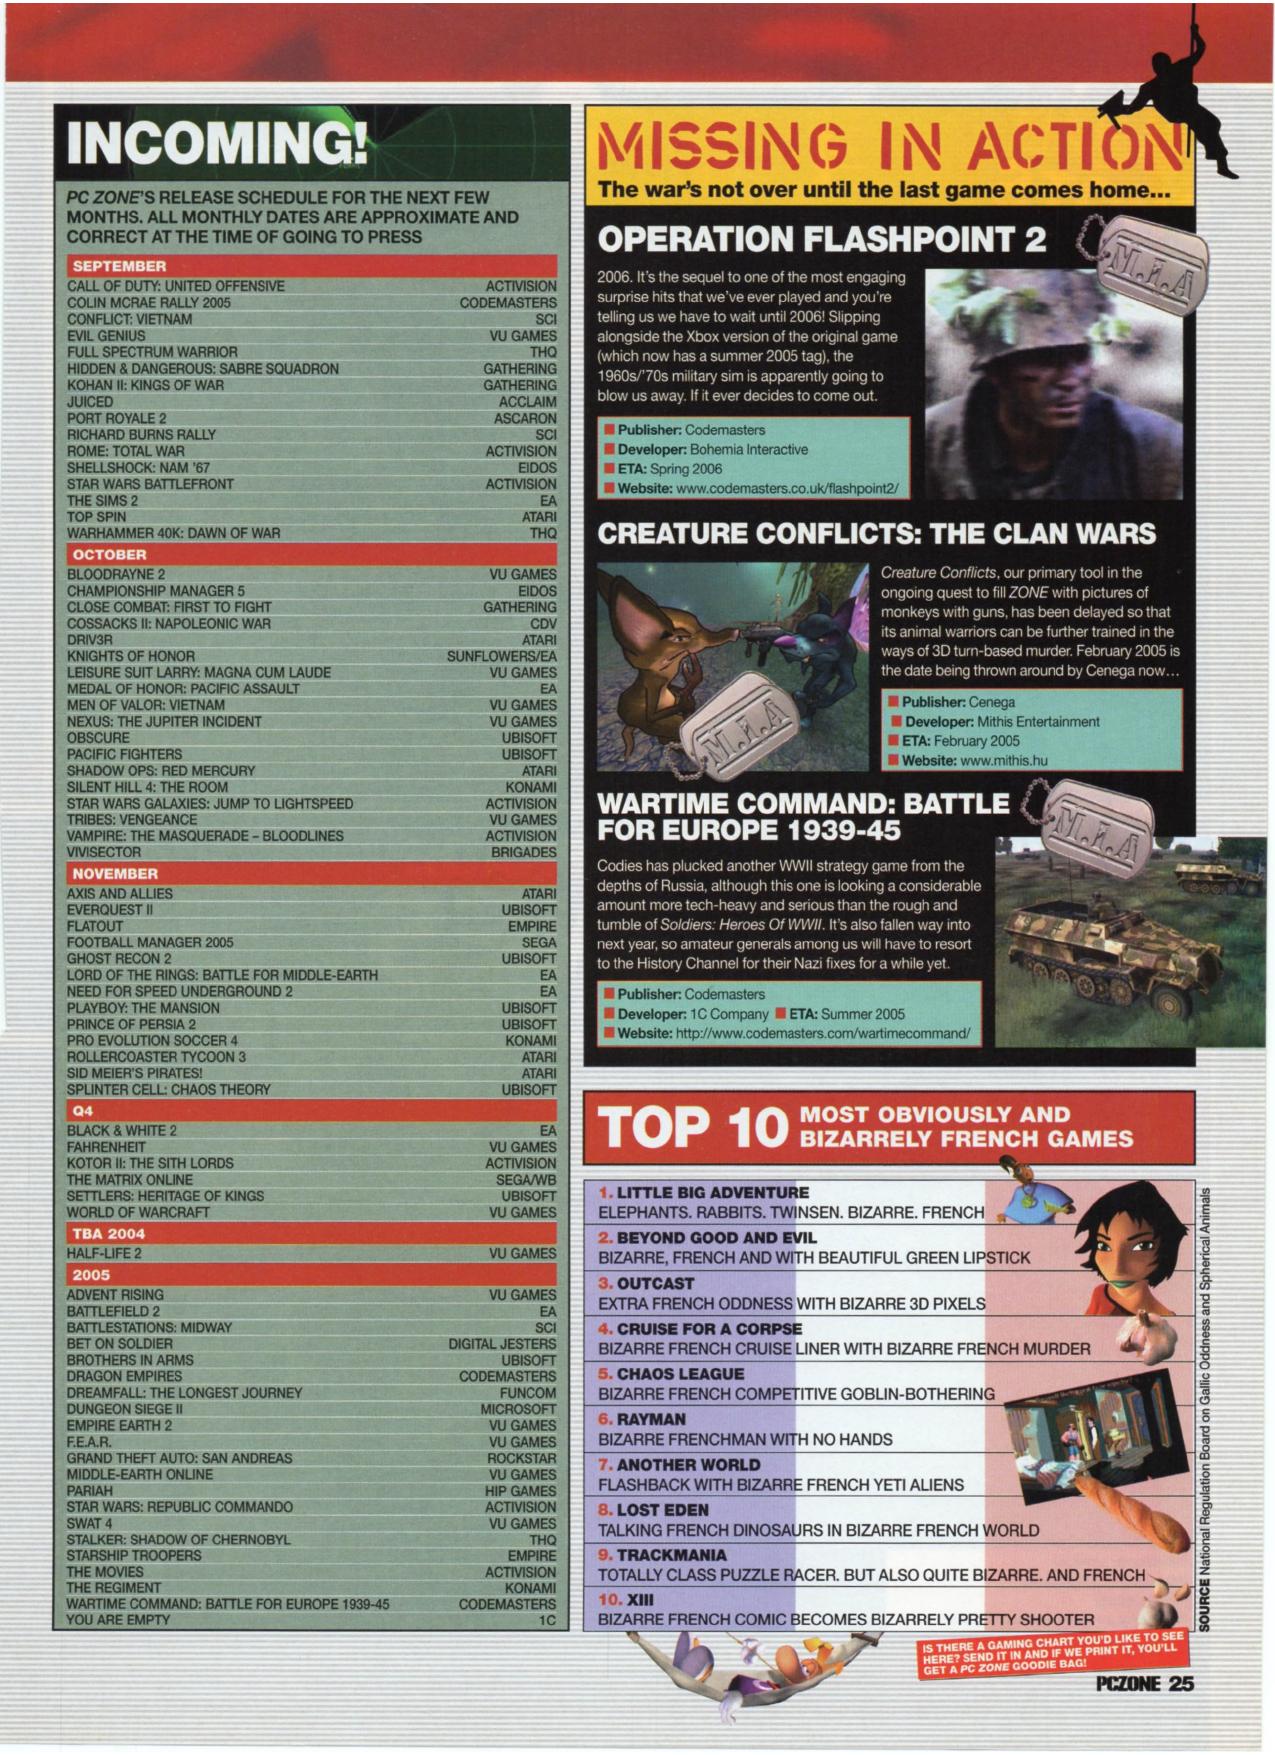 INCOMING!
PC ZONE'S RELEASE SCHEDULE FOR THE NEXT FEW
MONTHS. ALL MONTHLY DATES ARE APPROXIMATE AND
CORRECT AT THE TIME OF GOING TO PRESS
SEPTEMBER
CALL OF DUTY: UNITED OFFENSIVE ACTIVISION
COLIN MCRAE RALLY 2005 CODEMASTERS
CONFLICT: VIETNAM SCI
EVIL GENIUS VU GAMES
FULL SPECTRUM WARRIOR THQ
HIDDEN & DANGEROUS: SABRE SQUADRON GATHERING
KOHAN II: KINGS OF WAR GATHERING
JUICED ACCLAIM
PORT ROYALE 2 ASCARON
RICHARD BURNS RALLY SCI
ROME: TOTAL WAR ACTIVISION
SHELLSHOCK: NAM '67 EIDOS
STAR WARS BATTLEFRONT ACTIVISION
THE SIMS 2 EA
TOP SPIN ATARI
WARHAMMER 40K: DAWN OF WAR THQ
OCTOBER
BLOODRAYNE 2 VU GAMES
CHAMPIONSHIP MANAGER 5 EIDOS
CLOSE COMBAT: FIRST TO FIGHT GATHERING
COSSACKS II: NAPOLEONIC WAR CDV
DRIV3R ATARI
KNIGHTS OF HONOR SUNFLOWERS/EA
LEISURE SUIT LARRY: MAGNA CUM LAUDE VU GAMES
MEDAL OF HONOR: PACIFIC ASSAULT EA
MEN OF VALOR: VIETNAM VU GAMES
NEXUS: THE JUPITER INCIDENT VU GAMES
OBSCURE UBISOFT
PACIFIC FIGHTERS UBISOFT
SHADOW OPS: RED MERCURY ATARI
SILENT HILL 4: THE ROOM KONAMI
STAR WARS GALAXIES: JUMP TO LIGHTSPEED ACTIVISION
TRIBES: VENGEANCE VU GAMES
VAMPIRE: THE MASQUERADE – BLOODLINES ACTIVISION
VIVISECTOR BRIGADES
NOVEMBER
AXIS AND ALLIES ATARI
EVERQUEST II UBISOFT
FLATOUT EMPIRE
FOOTBALL MANAGER 2005 SEGA
GHOST RECON 2 UBISOFT
LORD OF THE RINGS: BATTLE FOR MIDDLE-EARTH EA
NEED FOR SPEED UNDERGROUND 2 EA
PLAYBOY: THE MANSION UBISOFT
PRINCE OF PERSIA 2 UBISOFT
PRO EVOLUTION SOCCER 4 KONAMI
ROLLERCOASTER TYCOON 3 ATARI
SID MEIER'S PIRATES! ATARI
SPLINTER CELL: CHAOS THEORY UBISOFT
Q4
BLACK & WHITE 2 EA
FAHRENHEIT VU GAMES
KOTOR II: THE SITH LORDS ACTIVISION
THE MATRIX ONLINE SEGA/WB
SETTLERS: HERITAGE OF KINGS UBISOFT
WORLD OF WARCRAFT VU GAMES
TBA 2004
HALF-LIFE 2 VU GAMES
2005
ADVENT RISING VU GAMES
BATTLEFIELD 2 EA
BATTLESTATIONS: MIDWAY SCI
BET ON SOLDIER DIGITAL JESTERS
BROTHERS IN ARMS UBISOFT
DRAGON EMPIRES CODEMASTERS
DREAMFALL: THE LONGEST JOURNEY FUNCOM
DUNGEON SIEGE II MICROSOFT
EMPIRE EARTH 2 VU GAMES
F.E.A.R. VU GAMES
GRAND THEFT AUTO: SAN ANDREAS ROCKSTAR
MIDDLE-EARTH ONLINE VU GAMES
PARIAH HIP GAMES
STAR WARS: REPUBLIC COMMANDO ACTIVISION
SWAT 4 VU GAMES
STALKER: SHADOW OF CHERNOBYL THQ
STARSHIP TROOPERS EMPIRE
THE MOVIES ACTIVISION
THE REGIMENT KONAMI
WARTIME COMMAND: BATTLE FOR EUROPE 1939-45 CODEMASTERS
YOU ARE EMPTY 1C
MISSING IN ACTION
The war's not over until the last game comes home...
OPERATION FLASHPOINT 2
M.I.A
2006. It's the sequel to one of the most engaging
surprise hits that we've ever played and you're
telling us we have to wait until 2006! Slipping
alongside the Xbox version of the original game
(which now has a summer 2005 tag), the
1960s/'70s military sim is apparently going to
blow us away. If it ever decides to come out.
Publisher: Codemasters
Developer: Bohemia Interactive
ETA: Spring 2006
Website: www.codemasters.co.uk/flashpoint2/
CREATURE CONFLICTS: THE CLAN WARS
M.I.A
Creature Conflicts, our primary tool in the
ongoing quest to fill ZONE with pictures of
monkeys with guns, has been delayed so that
its animal warriors can be further trained in the
ways of 3D turn-based murder. February 2005 is
the date being thrown around by Cenega now...
Publisher: Cenega
Developer: Mithis Entertainment
ETA: February 2005
Website: www.mithis.hu
WARTIME COMMAND: BATTLE
FOR EUROPE 1939-45
M.I.A
Codies has plucked another WWII strategy game from the
depths of Russia, although this one is looking a considerable
amount more tech-heavy and serious than the rough and
tumble of Soldiers: Heroes Of WWII. It's also fallen way into
next year, so amateur generals among us will have to resort
to the History Channel for their Nazi fixes for a while yet.
Publisher: Codemasters
Developer: 1C Company ETA: Summer 2005
Website: http://www.codemasters.com/wartimecommand/
TOP 10 MOST OBVIOUSLY AND
BIZARRELY FRENCH GAMES
1. LITTLE BIG ADVENTURE
ELEPHANTS. RABBITS. TWINSEN. BIZARRE. FRENCH
2. BEYOND GOOD AND EVIL
BIZARRE, FRENCH AND WITH BEAUTIFUL GREEN LIPSTICK
3. OUTCAST
EXTRA FRENCH ODDNESS WITH BIZARRE 3D PIXELS
4. CRUISE FOR A CORPSE
BIZARRE FRENCH CRUISE LINER WITH BIZARRE FRENCH MURDER
5. CHAOS LEAGUE
BIZARRE FRENCH COMPETITIVE GOBLIN-BOTHERING
6. RAYMAN
BIZARRE FRENCHMAN WITH NO HANDS
7. ANOTHER WORLD
FLASHBACK WITH BIZARRE FRENCH YETI ALIENS
8. LOST EDEN
TALKING FRENCH DINOSAURS IN BIZARRE FRENCH WORLD
9. TRACKMANIA
TOTALLY CLASS PUZZLE RACER. BUT ALSO QUITE BIZARRE. AND FRENCH
10. XIII
BIZARRE FRENCH COMIC BECOMES BIZARRELY PRETTY SHOOTER
SOURCE National Regulation Board on Gallic Oddness and Spherical Animals
IS THERE A GAMING CHART YOU'D LIKE TO SEE
HERE? SEND IT IN AND IF WE PRINT IT, YOU'LL
GET A PC ZONE GOODIE BAG!
PCZONE 25